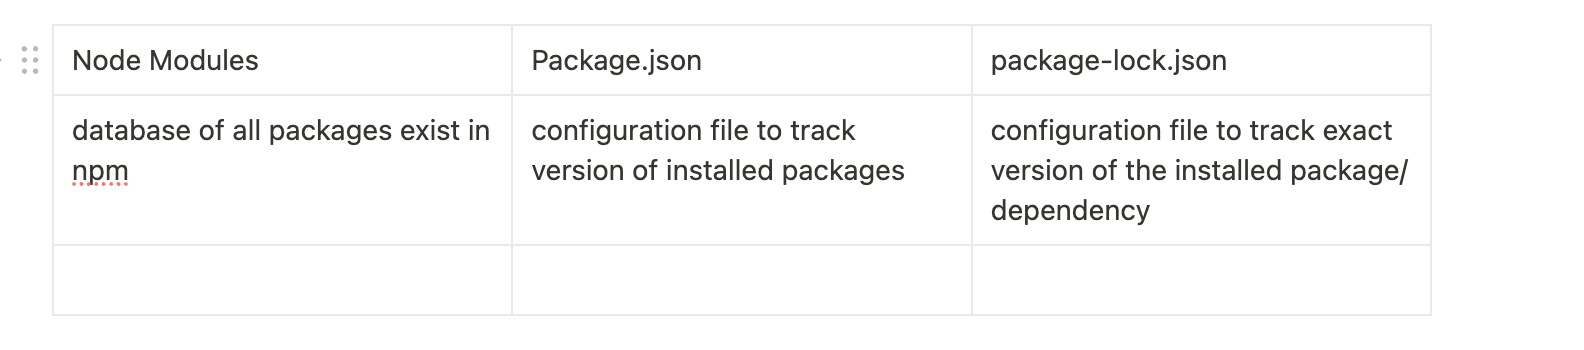 Node Modules
Package.json
package-lock.json
database of all packages exist in
npm
configuration file to track
version of installed packages
configuration file to track exact
version of the installed package/
dependency